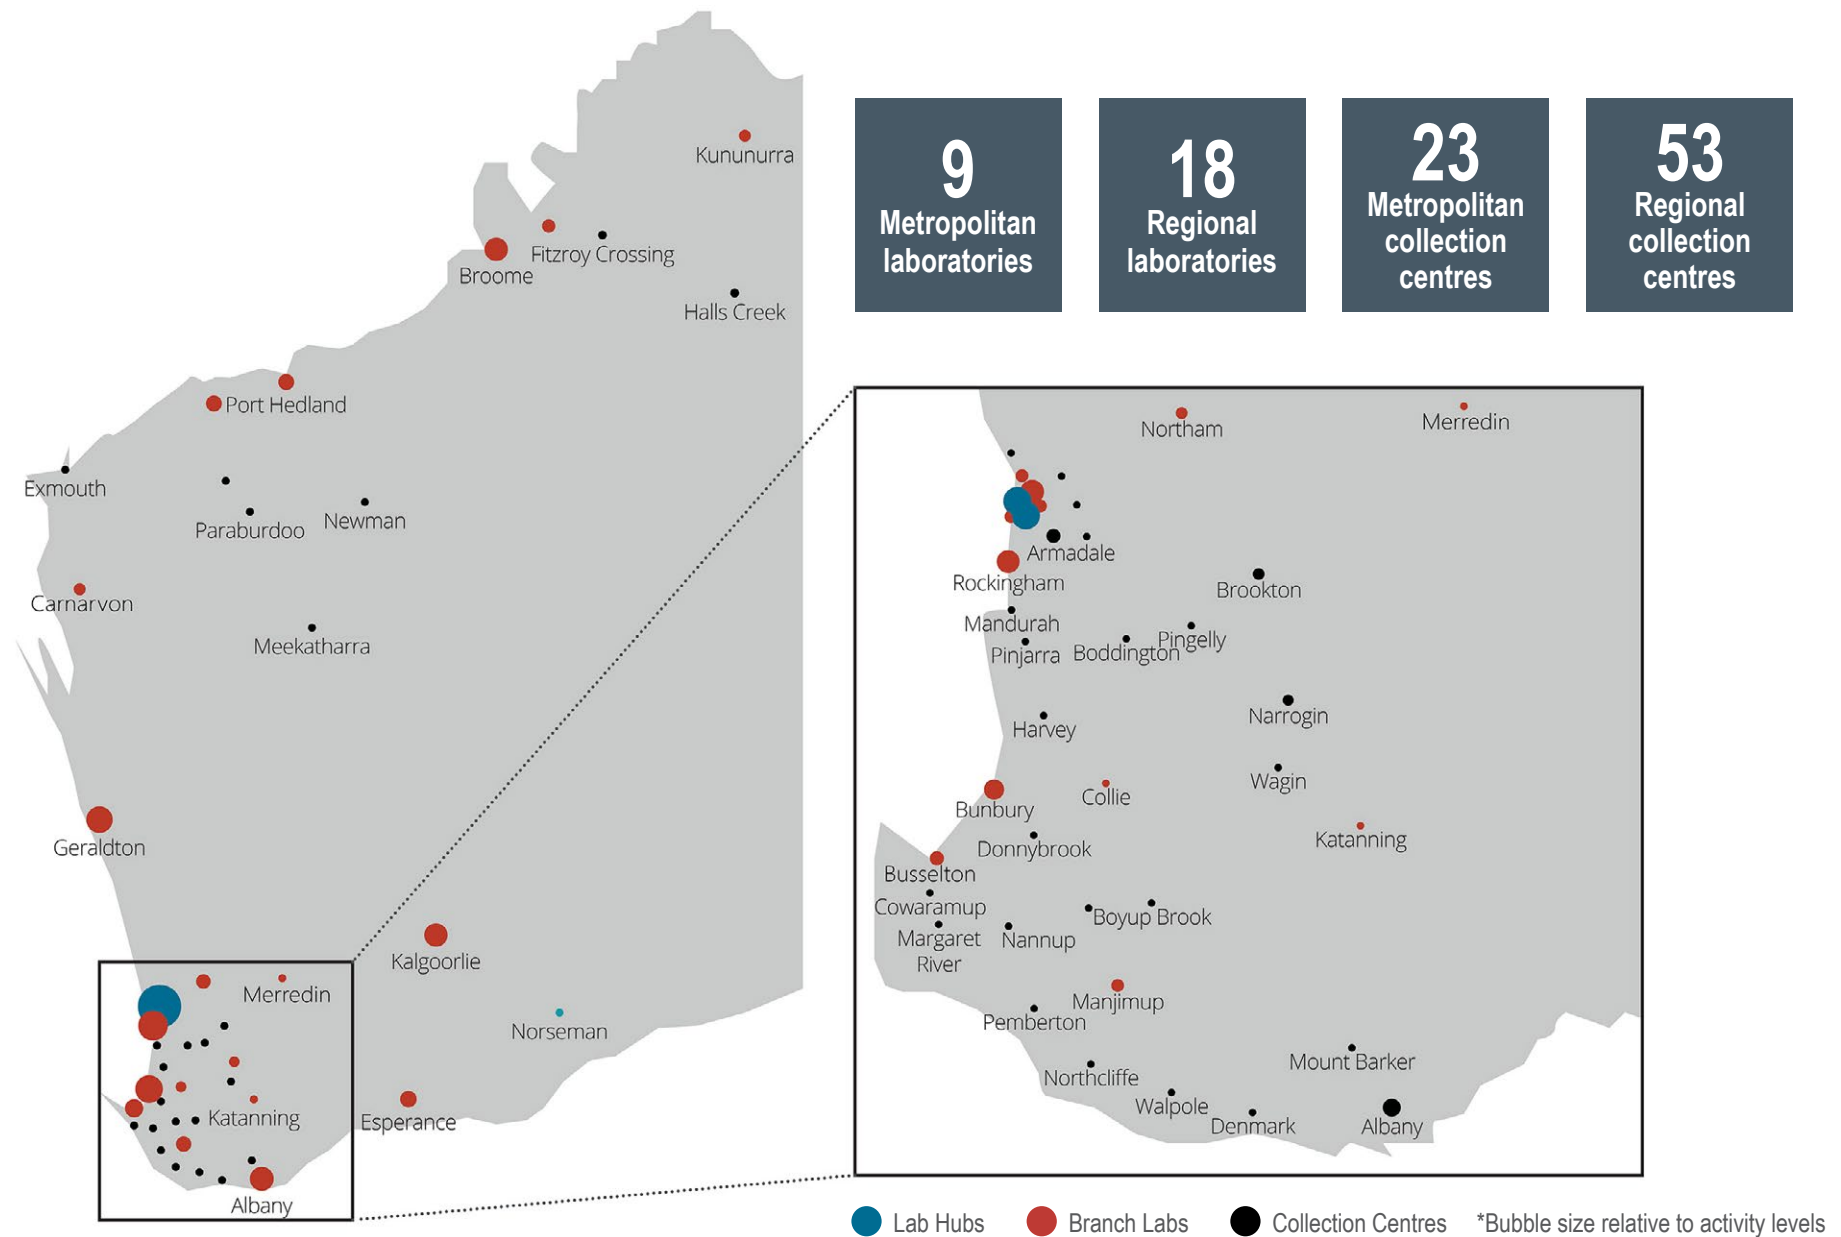 Kununurra
Fitzroy Crossing
Broome
Halls Creek
Port Hedland
Exmouth
Paraburdoo
Newman
Carnarvon
Meekatharra
Geraldton
Kalgoorlie
Merredin
Norseman
Katanning
Esperance
Albany
9
Metropolitan
laboratories
18
Regional
laboratories
23
Metropolitan
collection
centres
53
Regional
collection
centres
Northam
Merredin
Armadale
Rockingham
Brookton
Mandurah
Pinjarra
Boddington
Pingelly
Harvey
Narrogin
Wagin
Bunbury
Collie
Donnybrook
Katanning
Busselton
Cowaramup
Boyup Brook
Margaret
River
Nannup
Manjimup
Pemberton
Mount Barker
Northcliffe
Walpole
Denmark
Albany
Lab Hubs
Branch Labs
Collection Centres
*Bubble size relative to activity levels